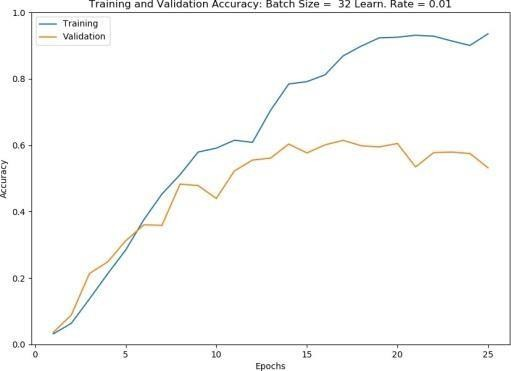 Training and Validation Accuracy: Batch Size =  32 Learn. Rate = 0.01
Training
Validation
1.0
0.8
0.6
0.4
0.2
0.0
Accuracy
0
5
10
15
20
25
Epochs